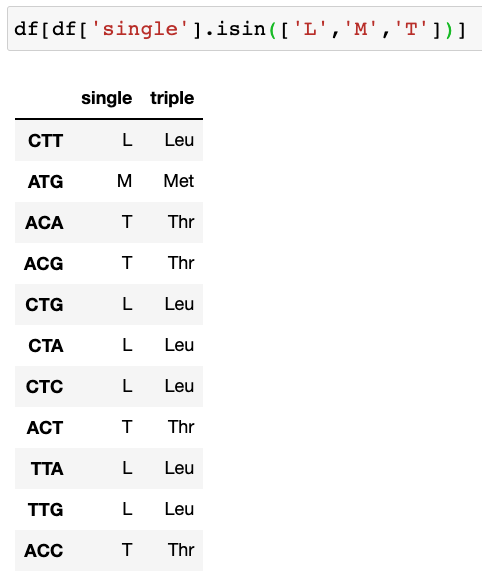 df[df['single'].isin(['L','M','T'])]
single triple
CTT L Leu
ATG M Met
ACA T Thr
ACG T Thr
CTG L Leu
CTA L Leu
CTC L Leu
ACT T Thr
TTA L Leu
TTG L Leu
ACC T Thr